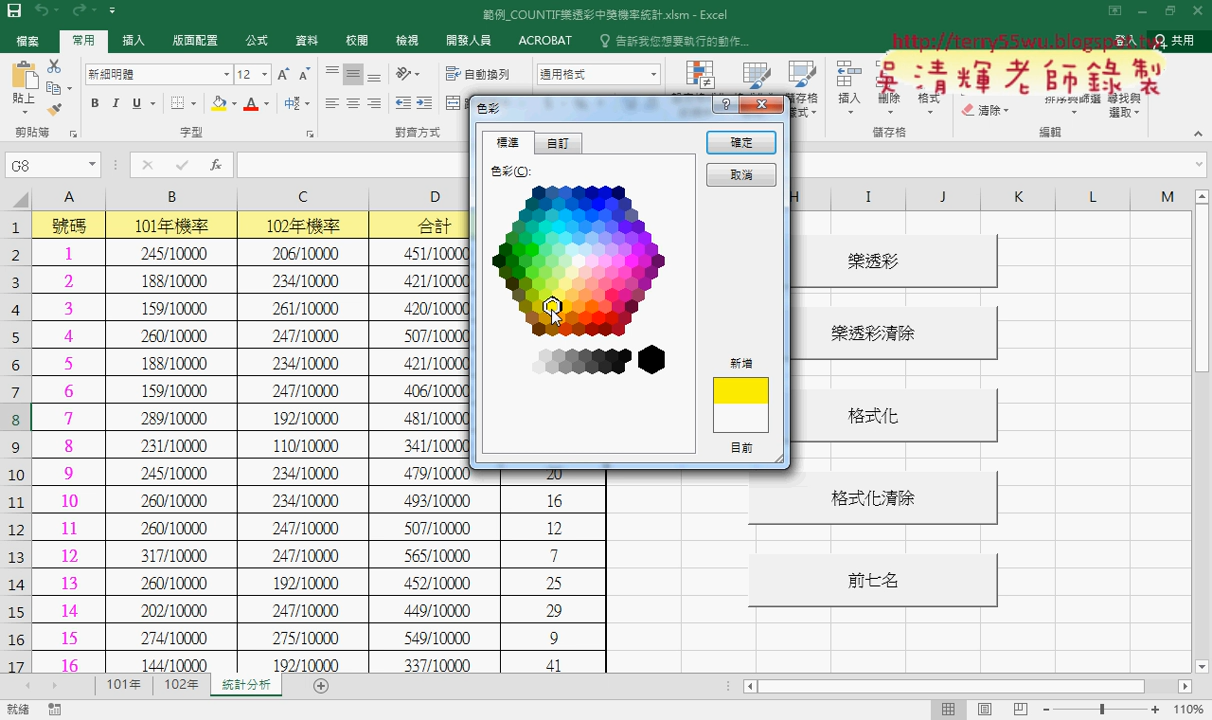 範例_COUNTIF樂透彩中獎機率統計.xlsm - Excel
檔案 常用 插入 版面配置 公式 資料 校閱 檢視 開發人員 ACROBAT 告訴我您想要執行的動作... 登入 共用
http://terry55wu.blogspot.tw
吳清輝老師錄製
貼上 新細明體 12 自動換列 通用格式 插入 刪除 格式 清除 排序與篩選 尋找與 選取
B I U 中
剪貼簿 字型 對齊方式 儲存格 編輯
G8 fx
色彩
標準 自訂
確定
取消
色彩(C):
新增
目前
A B C D H I J K L M
1 號碼 101年機率 102年機率 合計
2 1 245/10000 206/10000 451/10000
3 2 188/10000 234/10000 421/10000
4 3 159/10000 261/10000 420/10000
5 4 260/10000 247/10000 507/10000
6 5 188/10000 234/10000 421/10000
7 6 159/10000 247/10000 406/10000
8 7 289/10000 192/10000 481/10000
9 8 231/10000 110/10000 341/10000
10 9 245/10000 234/10000 479/10000 20
11 10 260/10000 234/10000 493/10000 16
12 11 260/10000 247/10000 507/10000 12
13 12 317/10000 247/10000 565/10000 7
14 13 260/10000 192/10000 452/10000 25
15 14 202/10000 247/10000 449/10000 29
16 15 274/10000 275/10000 549/10000 9
17 16 144/10000 192/10000 337/10000 41
樂透彩
樂透彩清除
格式化
格式化清除
前七名
101年 102年 統計分析
就緒 110%